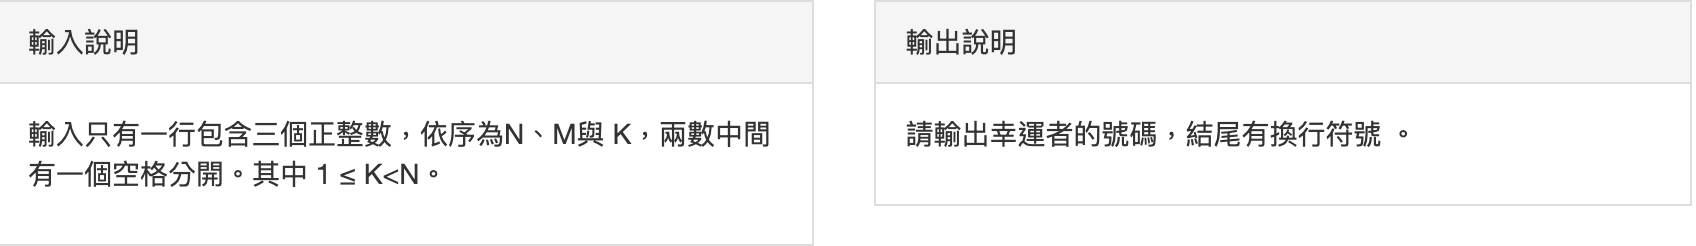 輸入說明
輸入只有一行包含三個正整數，依序為N、M與 K，兩數中間
有一個空格分開。其中 1 ≤ K<N。
輸出說明
請輸出幸運者的號碼，結尾有換行符號 。